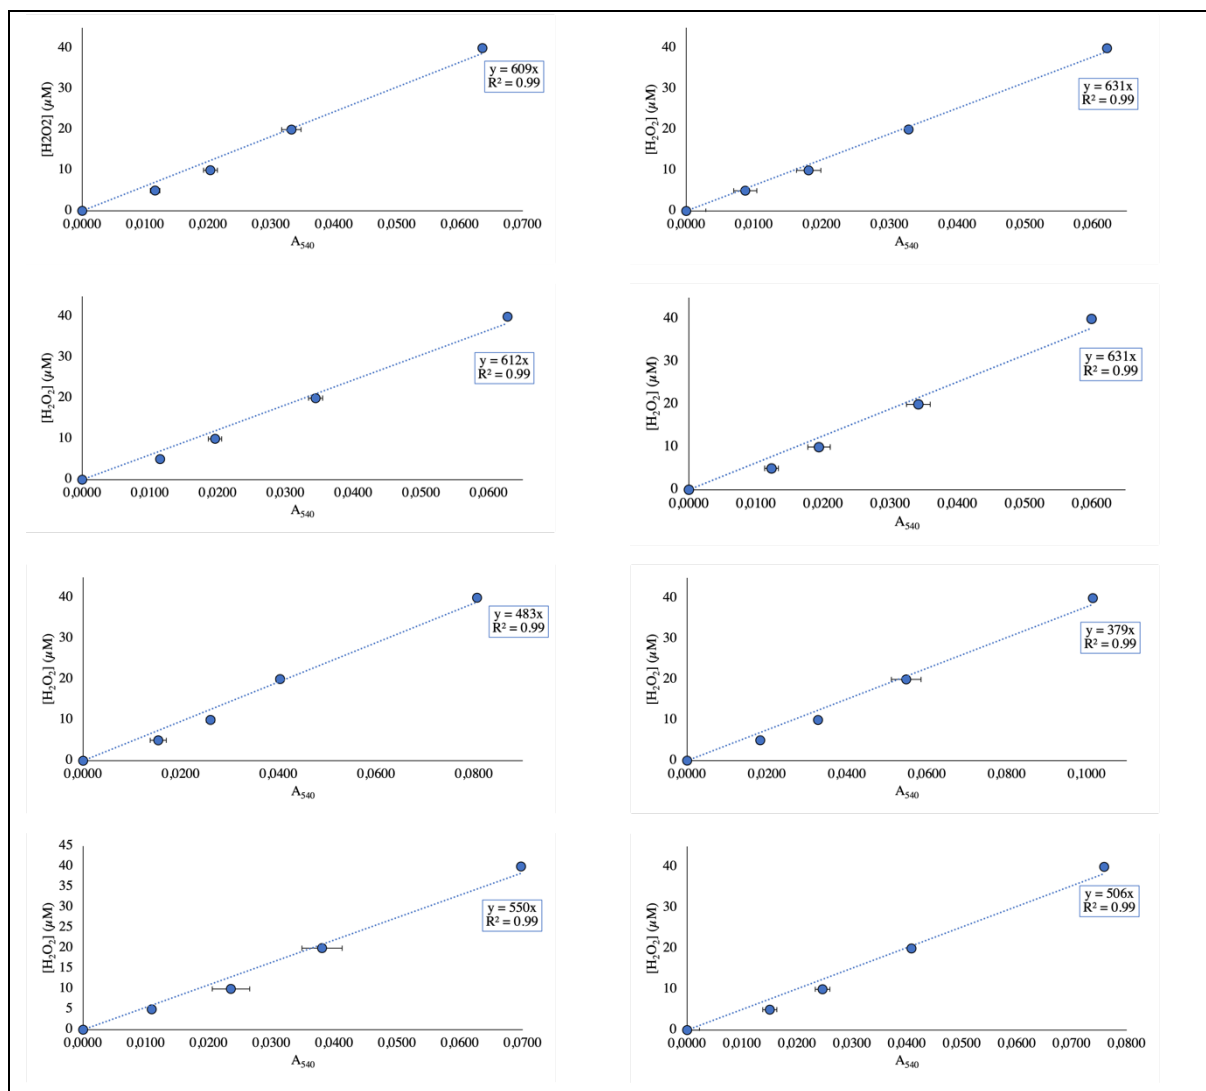 [H2O2] (µM)
40
30
20
10
0
0,0000 0,0100 0,0200 0,0300 0,0400 0,0500 0,0600 0,0700
A₅₄₀
y = 609x
R² = 0.99
[H₂O₂] (µM)
40
30
20
10
0
0,0000 0,0100 0,0200 0,0300 0,0400 0,0500 0,0600
A₅₄₀
y = 631x
R² = 0.99
[H₂O₂] (µM)
40
30
20
10
0
0,0000 0,0100 0,0200 0,0300 0,0400 0,0500 0,0600
A₅₄₀
y = 612x
R² = 0.99
[H₂O₂] (µM)
40
30
20
10
0
0,0000 0,0100 0,0200 0,0300 0,0400 0,0500 0,0600
A₅₄₀
y = 631x
R² = 0.99
[H₂O₂] (µM)
40
30
20
10
0
0,0000 0,0200 0,0400 0,0600 0,0800
A₅₄₀
y = 483x
R² = 0.99
[H₂O₂] (µM)
40
30
20
10
0
0,0000 0,0200 0,0400 0,0600 0,0800 0,1000
A₅₄₀
y = 379x
R² = 0.99
[H₂O₂] (µM)
45
40
35
30
25
20
15
10
5
0
0,0000 0,0100 0,0200 0,0300 0,0400 0,0500 0,0600 0,0700
A₅₄₀
y = 550x
R² = 0.99
[H₂O₂] (µM)
40
30
20
10
0
0,0000 0,0100 0,0200 0,0300 0,0400 0,0500 0,0600 0,0700 0,0800
A₅₄₀
y = 506x
R² = 0.99